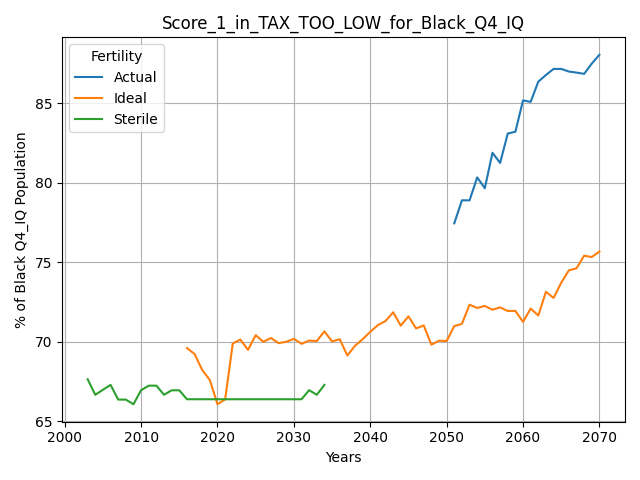 Score_1_in_TAX_TOO_LOW_for_Black_Q4_IQ
Fertility
Actual
Ideal
Sterile
% of Black Q4_IQ Population
85
80
75
70
65
2000 2010 2020 2030 2040 2050 2060 2070
Years